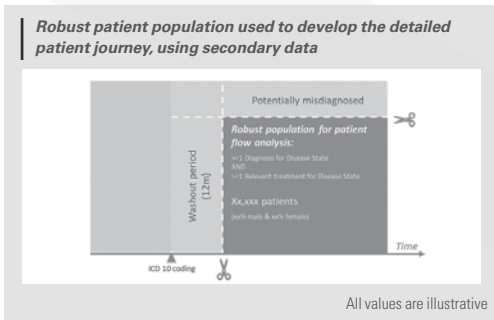 Robust patient population used to develop the detailed
patient journey, using secondary data
Potentially misdiagnosed
Robust population for patient
flow analysis:
>=1 Diagnosis for Disease State
AND
>=1 Relevant treatment for Disease State
Xx,xxx patients
(xx% male & xx% female)
Washout period
(12m)
Time
ICD 10 coding
All values are illustrative